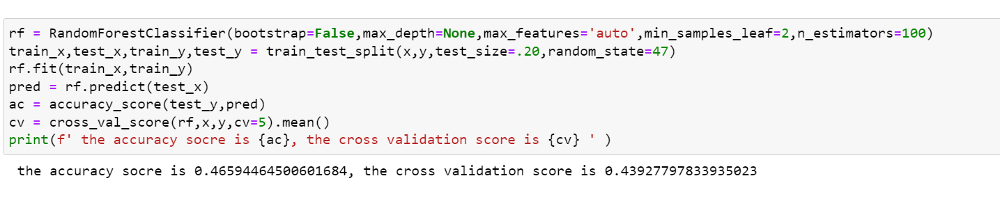 rf = RandomForestClassifier(bootstrap=False,max_depth=None,max_features='auto',min_samples_leaf=2,n_estimators=100)
train_x,test_x,train_y,test_y = train_test_split(x,y,test_size=.20,random_state=47)
rf.fit(train_x,train_y)
pred = rf.predict(test_x)
ac = accuracy_score(test_y,pred)
cv = cross_val_score(rf,x,y,cv=5).mean()
print(f' the accuracy socre is {ac}, the cross validation score is {cv} ' )
the accuracy socre is 0.46594464500601684, the cross validation score is 0.43927797833935023